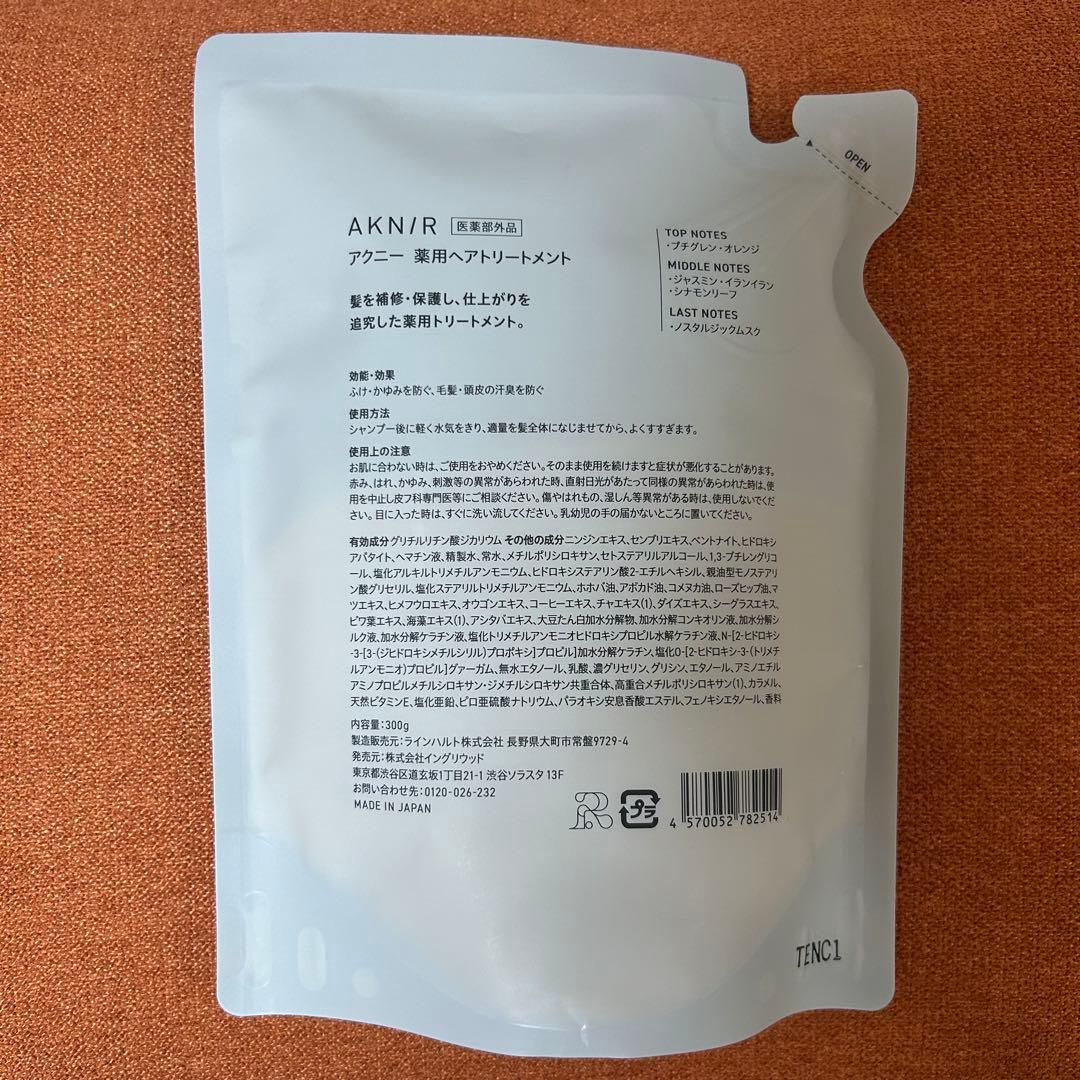 OPEN
AKN/R 医薬部外品
アクニー 薬用ヘアトリートメント
髪を補修・保護し、仕上がりを
追究した薬用トリートメント。
TOP NOTES
・プチグレン・オレンジ
MIDDLE NOTES
・ジャスミン・イランイラン
・シナモンリーフ
LAST NOTES
・ノスタルジックムスク
効能・効果
ふけ・かゆみを防ぐ、毛髪・頭皮の汗臭を防ぐ
使用方法
シャンプー後に軽く水気をきり、適量を髪全体になじませてから、よくすすぎます。
使用上の注意
お肌に合わない時は、ご使用をおやめください。そのまま使用を続けますと症状が悪化することがあります。
赤み、はれ、かゆみ、刺激等の異常があらわれた時、直射日光があたって同様の異常があらわれた時は、使
用を中止し皮フ科専門医等にご相談ください。傷やはれもの、湿しん等異常がある時は、使用しないでくだ
さい。目に入った時は、すぐに洗い流してください。乳幼児の手の届かないところに置いてください。
有効成分 グリチルリチン酸ジカリウム その他の成分 ニンジンエキス、センブリエキス、ベントナイト、ヒドロキシ
アパタイト、ヘマチン液、精製水、常水、メチルポリシロキサン、セトステアリルアルコール、1,3-ブチレングリコ
ール、塩化アルキルトリメチルアンモニウム、ヒドロキシステアリン酸2-エチルヘキシル、親油型モノステアリ
ン酸グリセリル、塩化ステアリルトリメチルアンモニウム、ホホバ油、アボカド油、コメヌカ油、ローズヒップ油、マ
ツエキス、ヒメフウロエキス、オウゴンエキス、コーヒーエキス、チャエキス(1)、ダイズエキス、シーグラスエキス、
ビワ葉エキス、海藻エキス(1)、アシタバエキス、大豆たん白加水分解物、加水分解コンキオリン液、加水分解シ
ルク液、加水分解ケラチン液、塩化トリメチルアンモニオヒドロキシプロピル加水分解ケラチン液、N-[2-ヒドロキシ
-3-[3-(ジヒドロキシメチルシリル)プロポキシ]プロピル]加水分解ケラチン、塩化O-[2-ヒドロキシ-3-(トリメチ
ルアンモニオ)プロピル]グァーガム、無水エタノール、乳酸、濃グリセリン、グリシン、エタノール、アミノエチル
アミノプロピルメチルシロキサン・ジメチルシロキサン共重合体、高重合メチルポリシロキサン(1)、カラメル、
天然ビタミンE、塩化亜鉛、ピロ亜硫酸ナトリウム、パラオキシ安息香酸エステル、フェノキシエタノール、香料
内容量:300g
製造販売元:ラインハルト株式会社 長野県大町市常盤9729-4
発売元:株式会社イングリウッド
東京都渋谷区道玄坂1丁目21-1 渋谷ソラスタ 13F
お問い合わせ先:0120-026-232
MADE IN JAPAN
プラ
4 570052 782514
TENC1